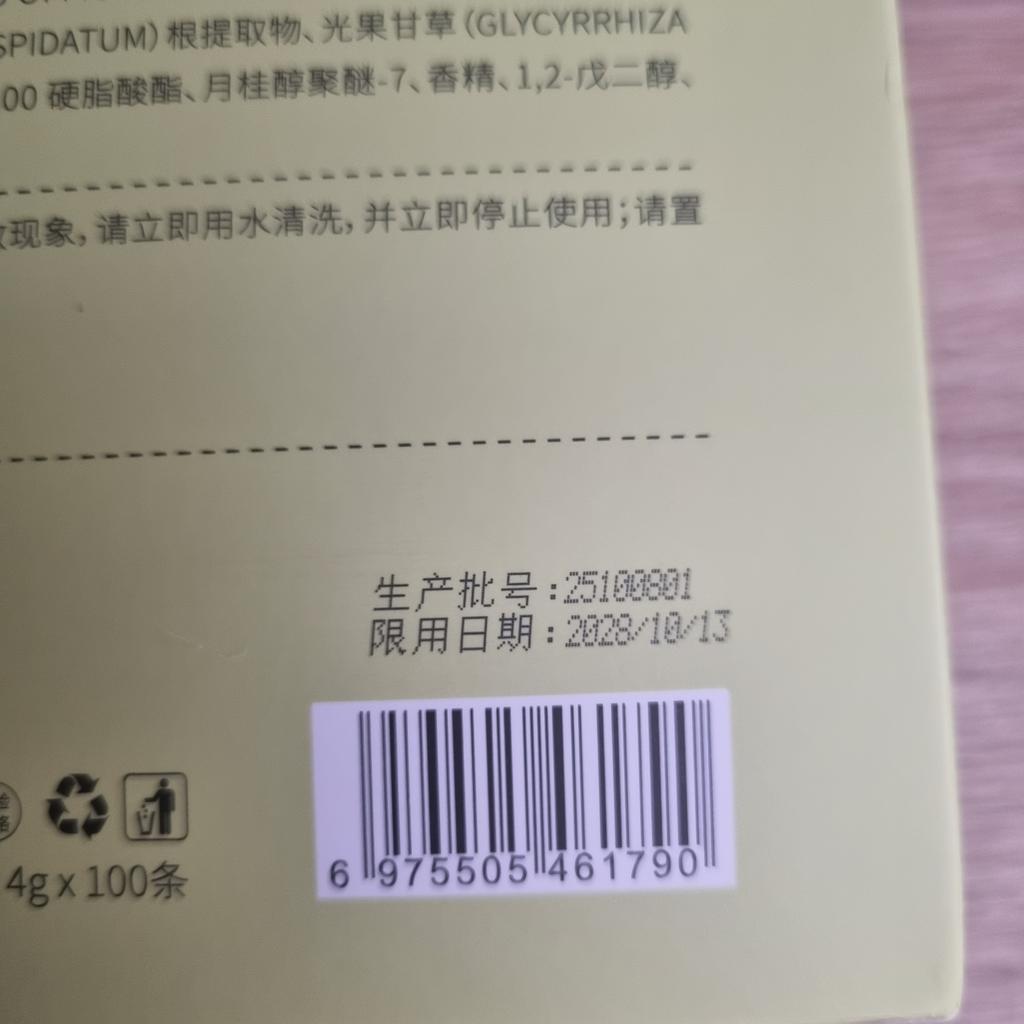 SPIDATUM)根提取物、光果甘草(GLYCYRRHIZA
00 硬脂酸酯、月桂醇聚醚-7、香精、1,2-戊二醇、
现象,请立即用水清洗,并立即停止使用;请置
生产批号:25100801
限用日期:2028/10/13
4g x 100条
6 975505 461790